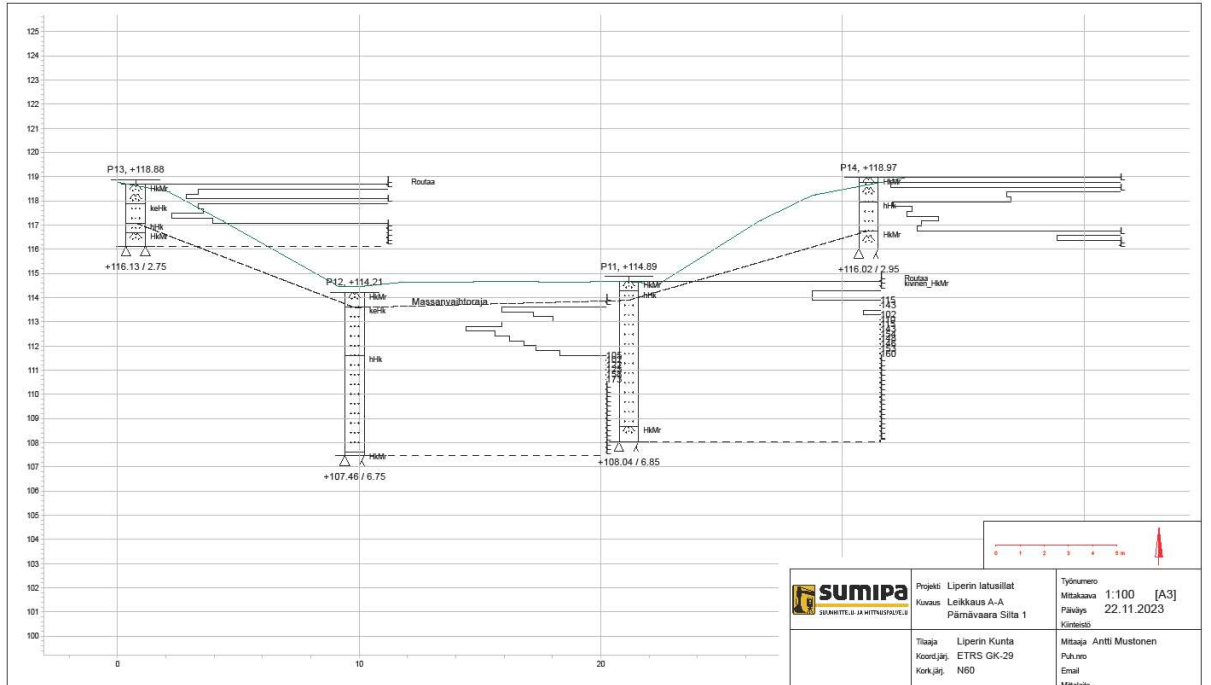 125
124
123
122
121
120
119
118
117
116
115
114
113
112
111
110
109
108
107
106
105
104
103
102
101
100
0
10
20
P13, +118.88
HkMr
keHk
hHk
HkMr
Routaa
+116.13 / 2.75
P12, +114.21
HkMr
keHk
hHk
HkMr
+107.46 / 6.75
Massanvaihtoraja
105
173
P11, +114.89
HkMr
hHk
HkMr
+108.04 / 6.85
Routaa
kivinen_HkMr
115
143
102
153
160
P14, +118.97
HkMr
hHk
HkMr
+116.02 / 2.95
0 1 2 3 4 5 m
sumipa
SUUNNITTELU- JA MITTAUSPALVELU
Projekti Liperin latusillat
Kuvaus Leikkaus A-A
Pärnävaara Silta 1
Työnumero
Mittakaava 1:100 [A3]
Päiväys 22.11.2023
Kiinteistö
Tilaaja Liperin Kunta
Koord.järj. ETRS GK-29
Kork.järj. N60
Mittaaja Antti Mustonen
Puh.nro
Email